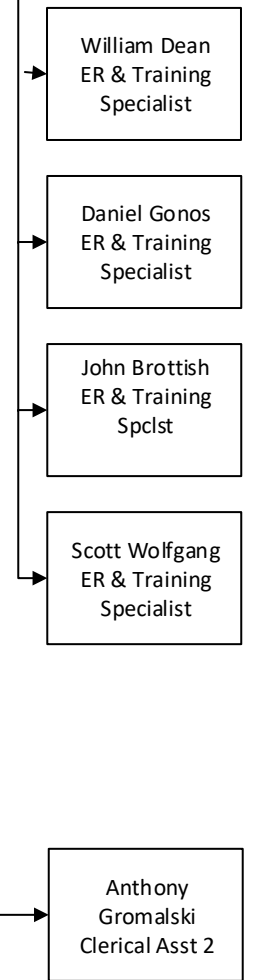 William Dean
ER & Training
Specialist
Daniel Gonos
ER & Training
Specialist
John Brottish
ER & Training
Spclst
Scott Wolfgang
ER & Training
Specialist
Anthony
Gromalski
Clerical Asst 2